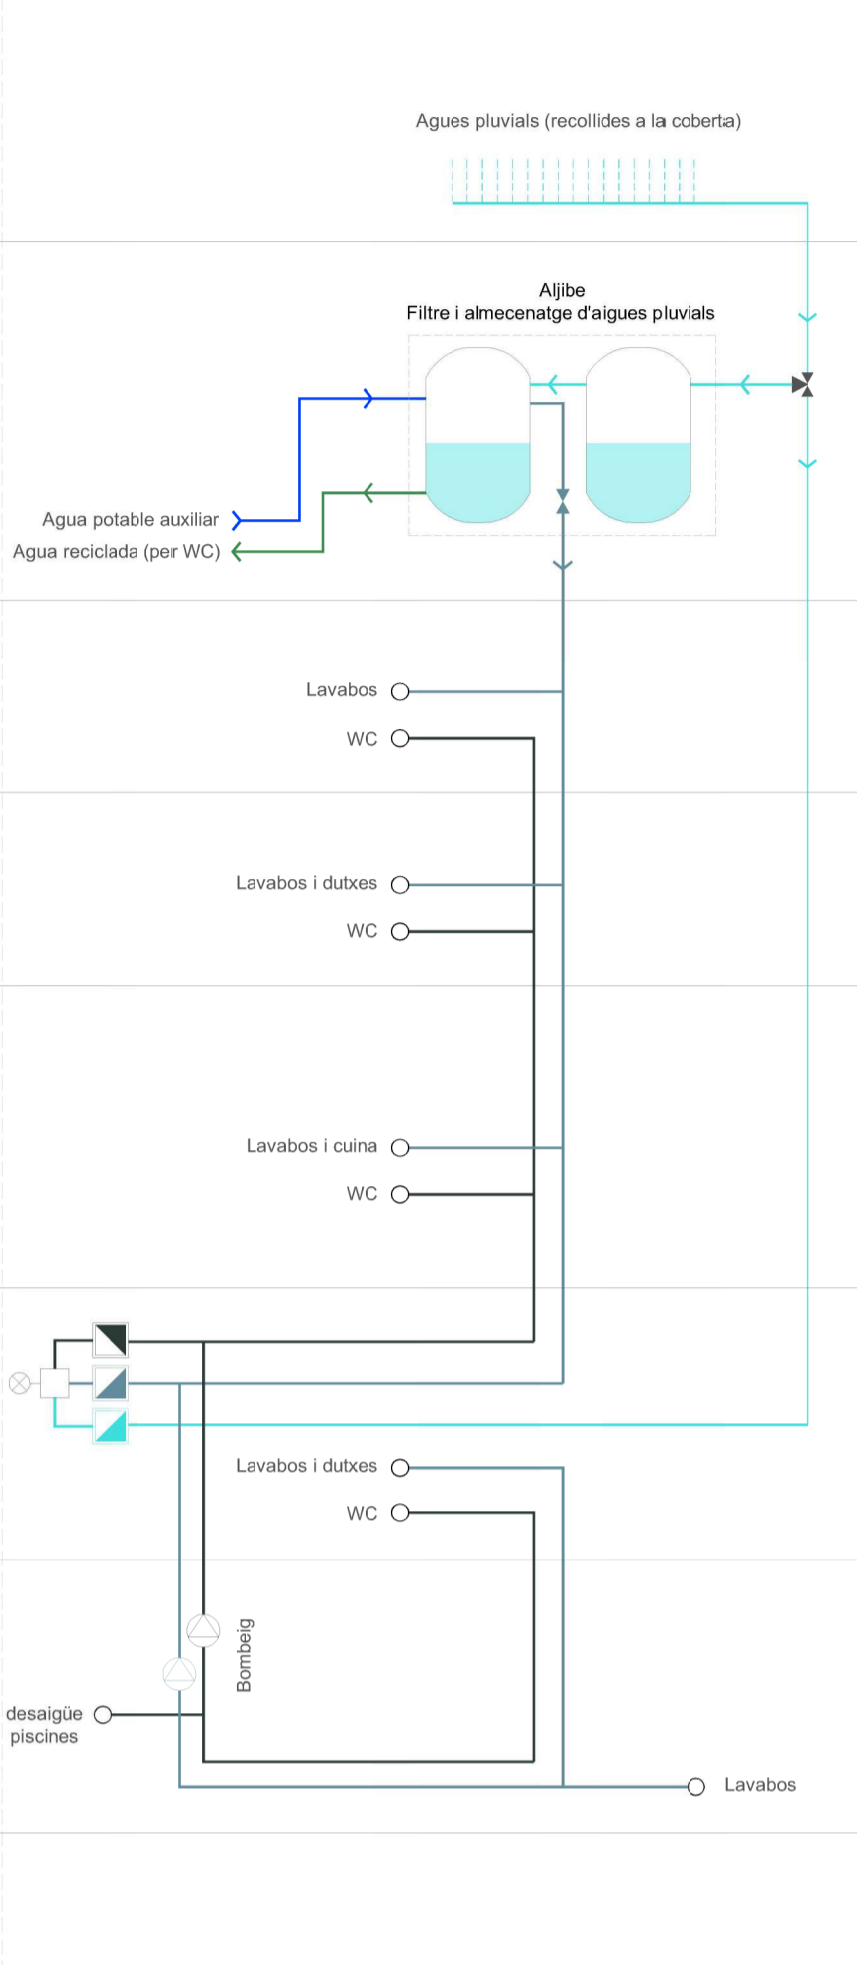 Agues pluvials (recollides a la coberta)
Aljibe
Filtre i almecenatge d'aigues pluvials
Agua potable auxiliar
Agua reciclada (per WC)
Lavabos
WC
Lavabos i dutxes
WC
Lavabos i cuina
WC
Lavabos i dutxes
WC
Bombeig
desaigüe
piscines
Lavabos